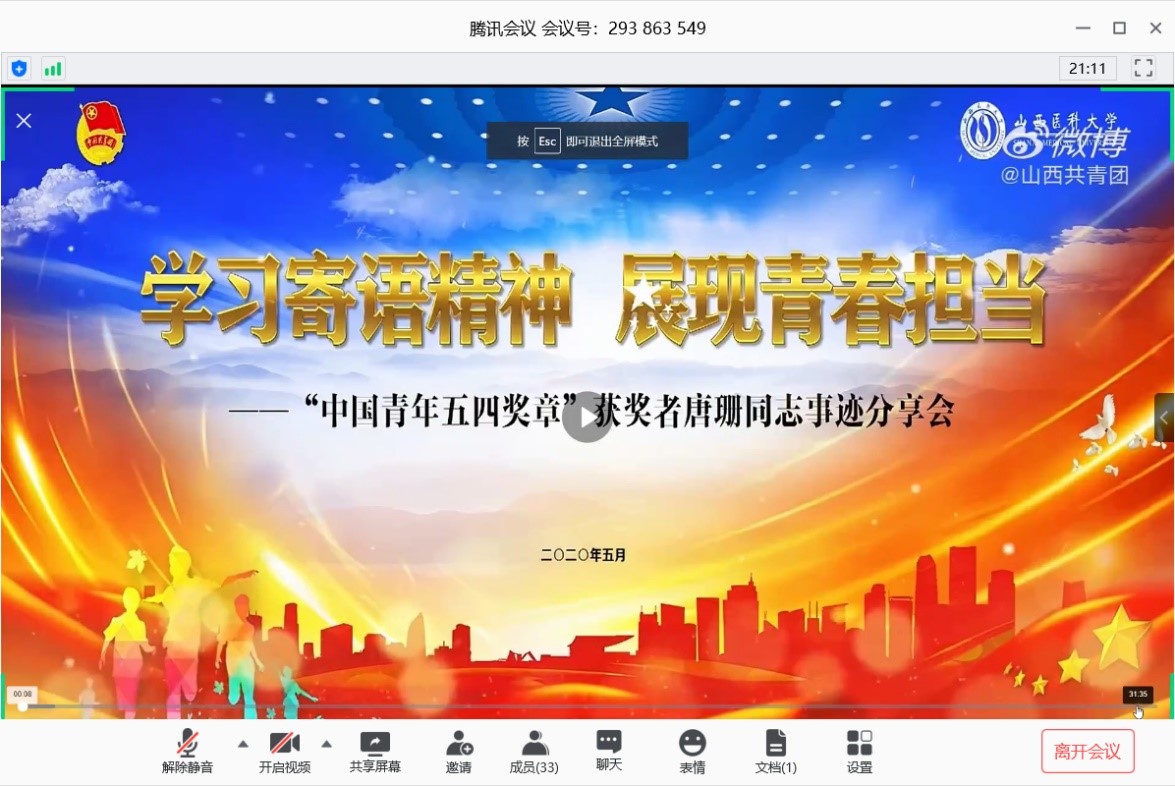 腾讯会议 会议号：293 863 549
21:11
按 Esc 即可退出全屏模式
山西医科大学
微博
@山西共青团
中国共青团
学习寄语精神 展现青春担当
——“中国青年五四奖章”获奖者唐珊同志事迹分享会
二〇二〇年五月
00:08
31:35
解除静音
开启视频
共享屏幕
邀请
成员(33)
聊天
表情
文档(1)
设置
离开会议